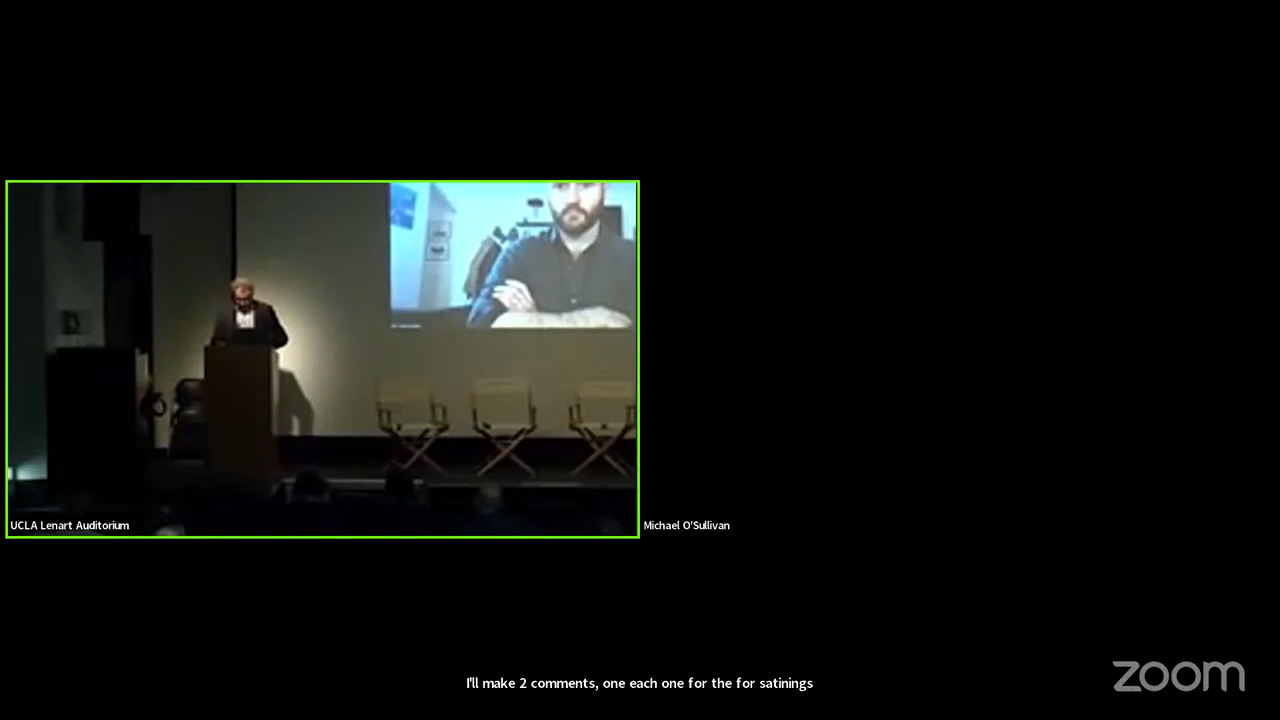 UCLA Lenart Auditorium
Michael O'Sullivan
I'll make 2 comments, one each one for the for satinings
zoom